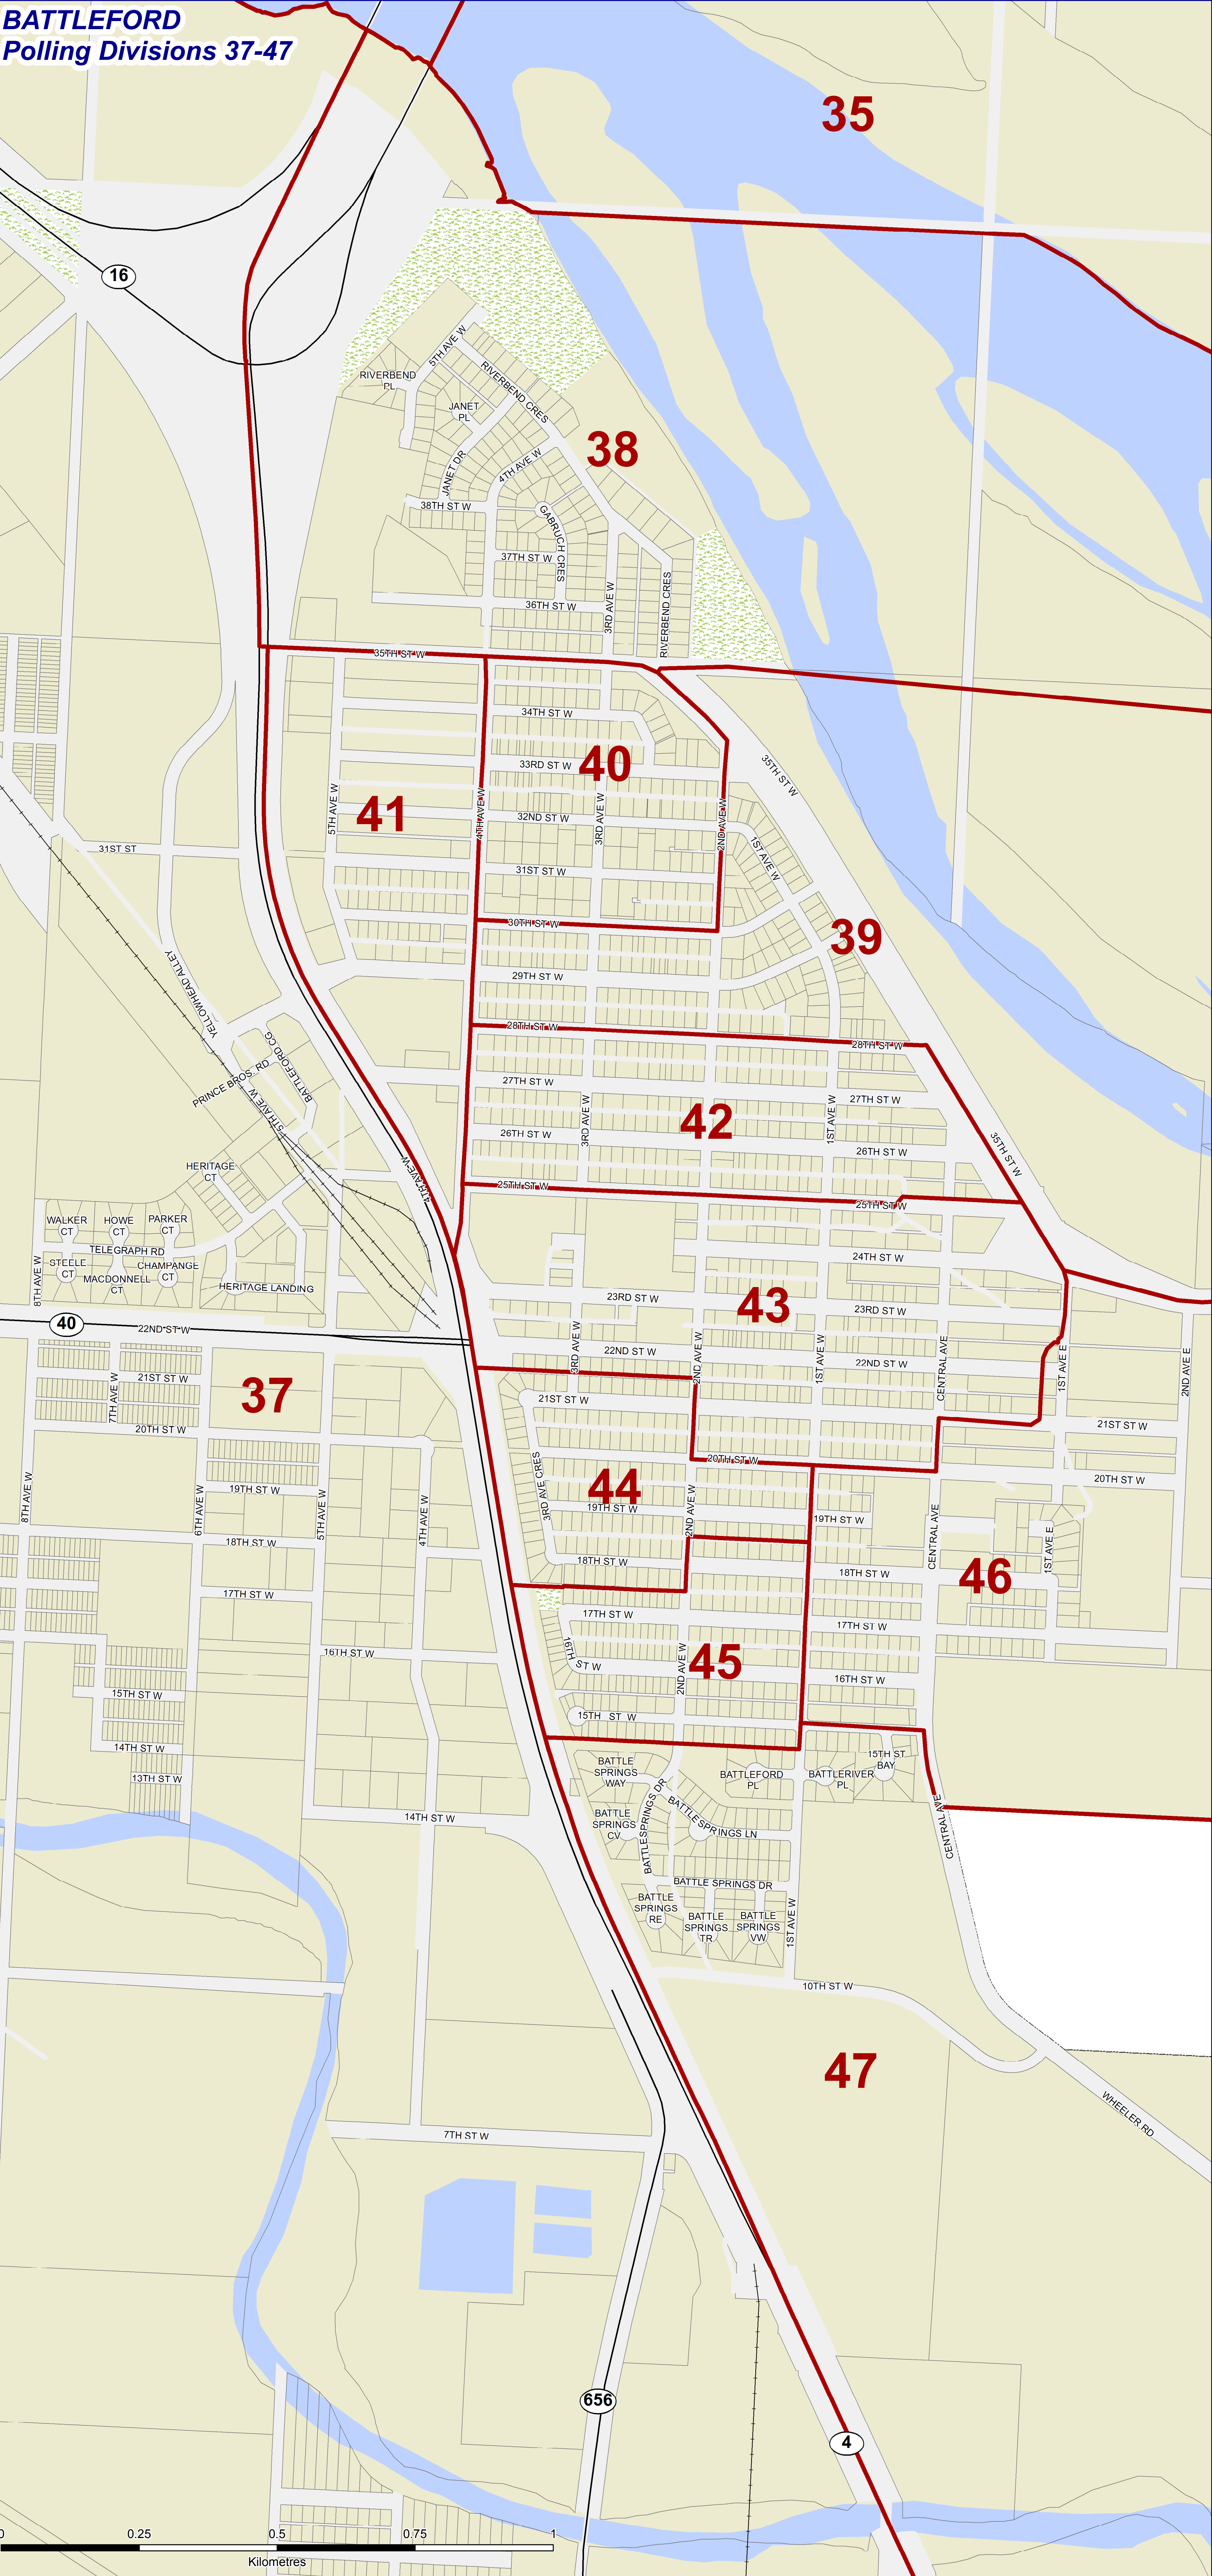 BATTLEFORD
Polling Divisions 37-47
35
16
5TH AVE W
RIVERBEND
PL
RIVERBEND CRES
JANET
PL
38
4TH AVE W
JANET DR
38TH ST W
GABRUCH CRES
37TH ST W
36TH ST W
3RD AVE W
RIVERBEND CRES
35TH ST W
34TH ST W
40
33RD ST W
35TH ST W
41
5TH AVE W
4TH AVE W
32ND ST W
3RD AVE W
2ND AVE W
31ST ST
1ST AVE W
31ST ST W
30TH ST W
39
YELLOWHEAD ALLEY
29TH ST W
28TH ST W
28TH ST W
BATTLEFORD CG
PRINCE BROS. RD
27TH ST W
27TH ST W
5TH AVE W
42
3RD AVE W
1ST AVE W
26TH ST W
26TH ST W
35TH ST W
HERITAGE
CT
4TH AVE W
25TH ST W
25TH ST W
WALKER
CT
HOWE
CT
PARKER
CT
TELEGRAPH RD
24TH ST W
STEELE
CT
MACDONNELL
CT
CHAMPANGE
CT
8TH AVE W
HERITAGE LANDING
23RD ST W
43
23RD ST W
40
22ND ST W
3RD AVE W
22ND ST W
2ND AVE W
1ST AVE W
22ND ST W
CENTRAL AVE
1ST AVE E
2ND AVE E
21ST ST W
7TH AVE W
37
21ST ST W
21ST ST W
20TH ST W
20TH ST W
20TH ST W
8TH AVE W
19TH ST W
6TH AVE W
5TH AVE W
4TH AVE W
3RD AVE CRES
44
19TH ST W
2ND AVE W
19TH ST W
CENTRAL AVE
1ST AVE E
18TH ST W
18TH ST W
18TH ST W
46
17TH ST W
17TH ST W
17TH ST W
16TH ST W
16TH
ST W
2ND AVE W
45
16TH ST W
15TH ST W
15TH ST W
14TH ST W
15TH ST
BAY
13TH ST W
BATTLE
SPRINGS
WAY
BATTLEFORD
PL
BATTLERIVER
PL
14TH ST W
BATTLE
SPRINGS
CV
BATTLESPRINGS DR
BATTLE SPRINGS LN
CENTRAL AVE
BATTLE SPRINGS DR
BATTLE
SPRINGS
RE
BATTLE
SPRINGS
TR
BATTLE
SPRINGS
VW
1ST AVE W
10TH ST W
47
WHEELER RD
7TH ST W
656
4
0
0.25
0.5
0.75
1
Kilometres